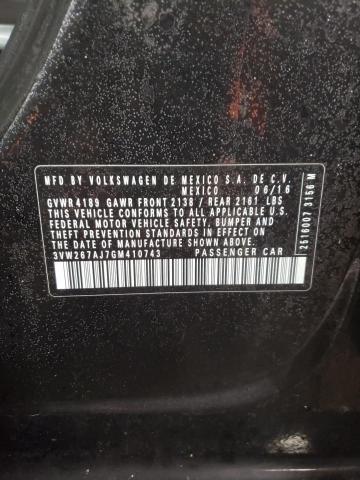 MFD.BY VOLKSWAGEN DE MEXICO S.A. DE C.V.
MEXICO 06/16
GVWR 4189 GAWR FRONT 2138 / REAR 2161 LBS
THIS VEHICLE CONFORMS TO ALL APPLICABLE U.S.
FEDERAL MOTOR VEHICLE SAFETY, BUMPER AND
THEFT PREVENTION STANDARDS IN EFFECT ON THE
DATE OF MANUFACTURE SHOWN ABOVE.
3VW267AJ7GM410743 PASSENGER CAR
2516007 3156 M